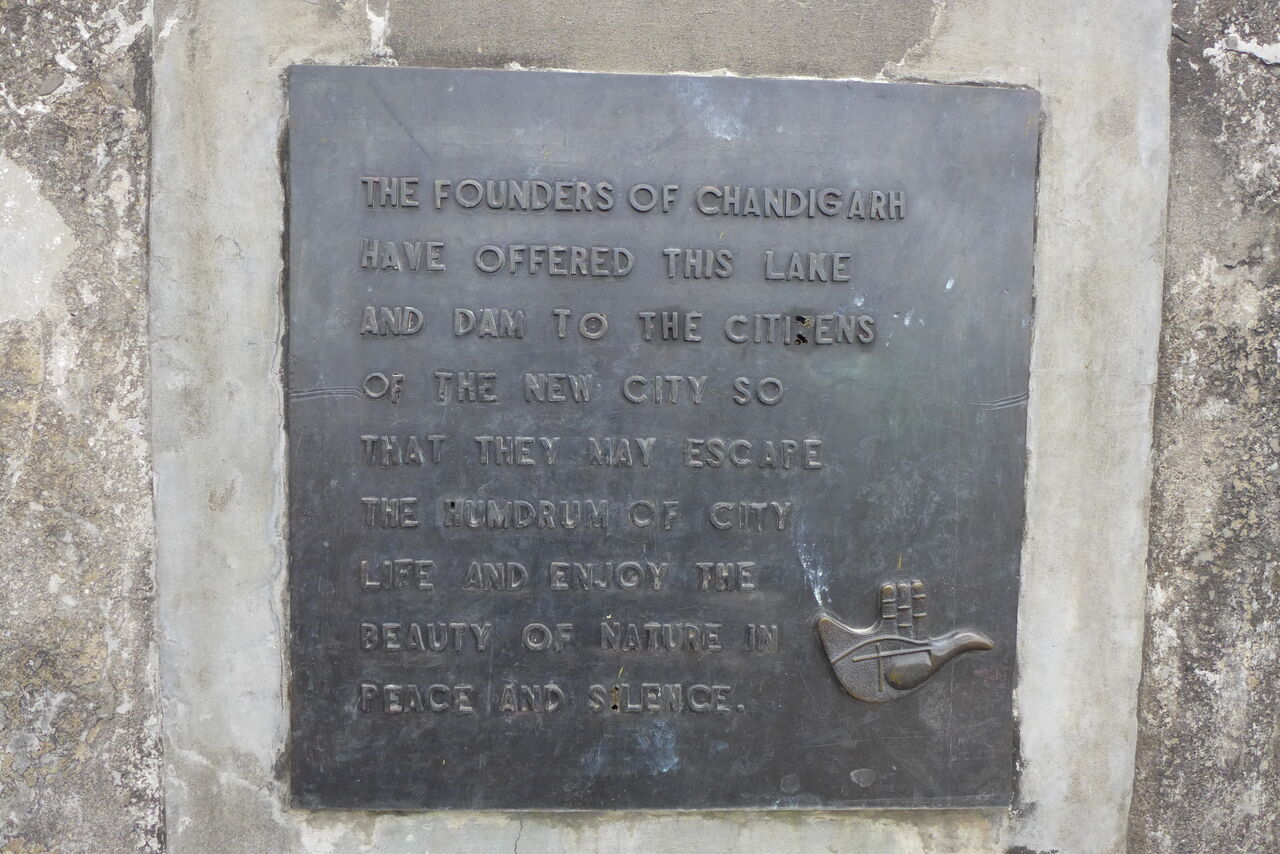 THE FOUNDERS OF CHANDIGARH
HAVE OFFERED THIS LAKE
AND DAM TO THE CITIZENS
OF THE NEW CITY SO
THAT THEY MAY ESCAPE
THE HUMDRUM OF CITY
LIFE AND ENJOY THE
BEAUTY OF NATURE IN
PEACE AND SILENCE.